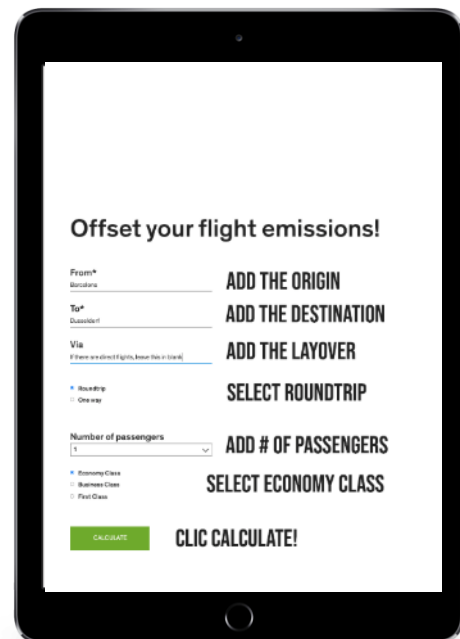 Offset your flight emissions!
From*
Barcelona
ADD THE ORIGIN
To*
Dusseldorf
ADD THE DESTINATION
Via
If there are direct flights, leave this in blank
ADD THE LAYOVER
Roundtrip
One way
SELECT ROUNDTRIP
Number of passengers
1
ADD # OF PASSENGERS
Economy Class
Business Class
First Class
SELECT ECONOMY CLASS
CALCULATE
CLIC CALCULATE!